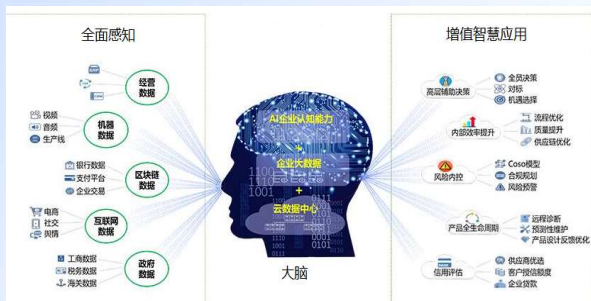 全面感知
经营
数据
机器
数据
视频
音频
生产线
区块链
数据
银行数据
支付平台
企业交易
互联网
数据
电商
社交
舆情
政府
数据
工商数据
税务数据
海关数据
AI企业认知能力
+
企业大数据
+
云数据中心
大脑
增值智慧应用
高层辅助决策
全员决策
对标
机遇选择
内部效率提升
流程优化
质量提升
供应链优化
风险内控
Coso模型
合规规划
风险预警
产品全生命周期
远程诊断
预测性维护
产品设计反馈优化
信用评估
供应商优选
客户授信额度
企业贷款